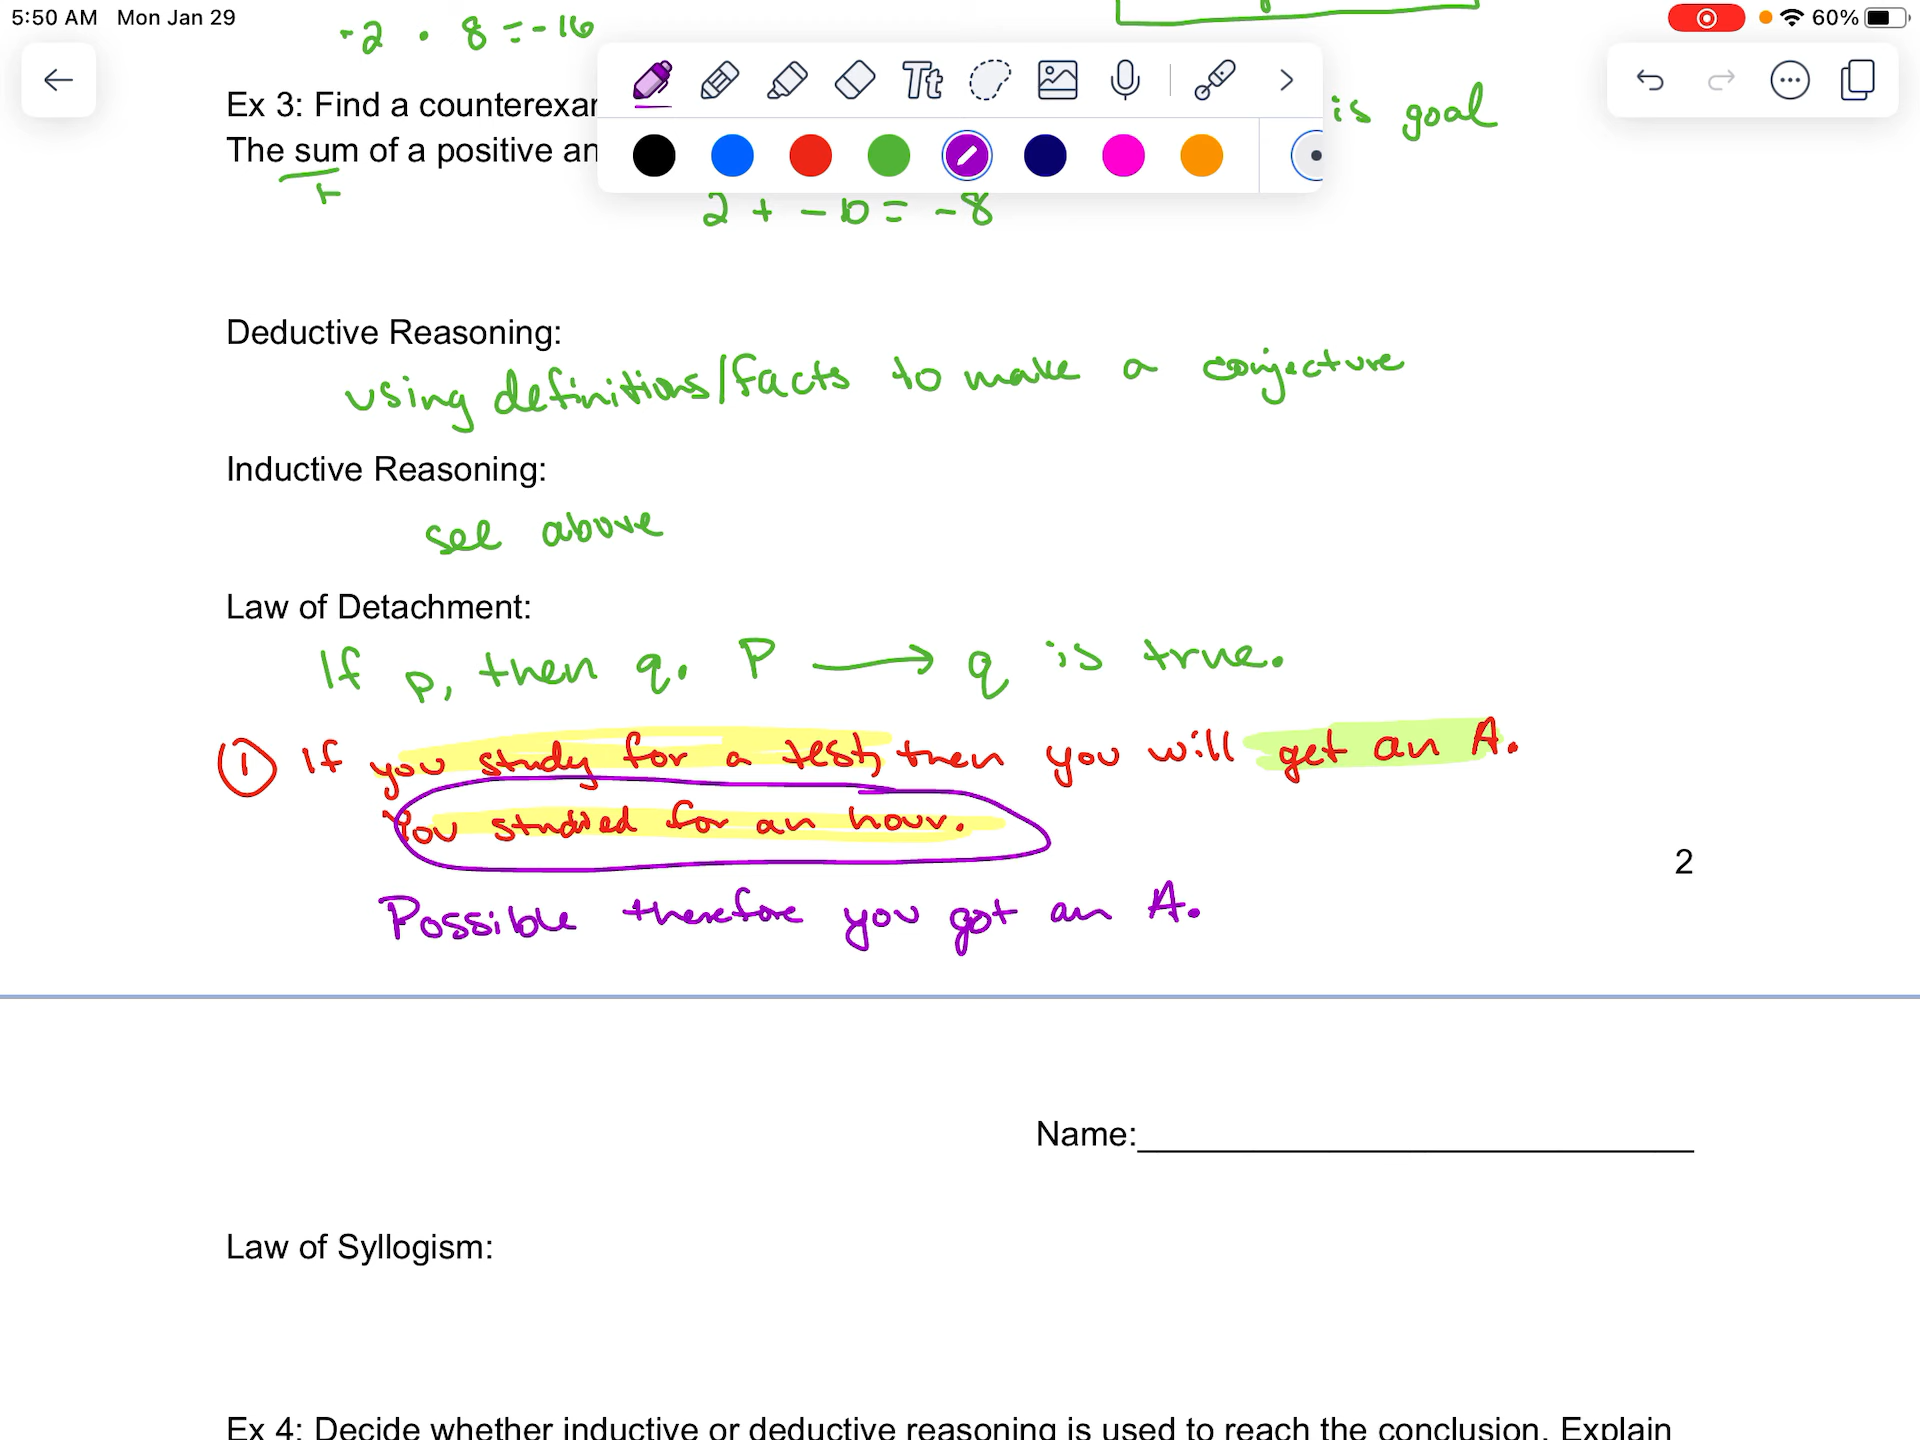 5:50 AM Mon Jan 29
60%
-2 · 8 = -16
Tt
Ex 3: Find a counterexa
is goal
The sum of a positive an
+
2 + -10 = -8
Deductive Reasoning:
using definitions/facts to make a conjecture
Inductive Reasoning:
see above
Law of Detachment:
If p, then q. P → q is true.
① If you study for a test, then you will get an A.
You studied for an hour.
2
Possible therefore you got an A.
Name:
Law of Syllogism:
Ex 4: Decide whether inductive or deductive reasoning is used to reach the conclusion. Explain